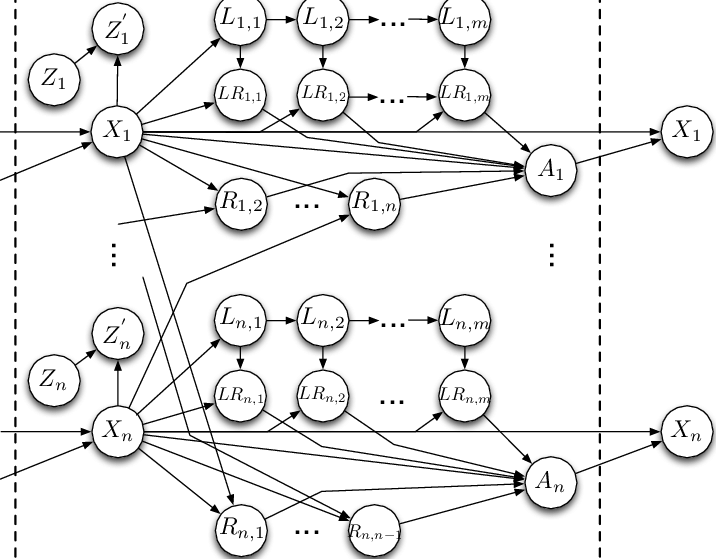 L_{1,1} L_{1,2} ... L_{1,m}
Z'_1
Z_1
LR_{1,1} LR_{1,2} ... LR_{1,m}
X_1 X_1
A_1
R_{1,2} ... R_{1,n}
⋮ ⋮
L_{n,1} L_{n,2} ... L_{n,m}
Z'_n
Z_n
LR_{n,1} LR_{n,2} ... LR_{n,m}
X_n X_n
A_n
R_{n,1} ... R_{n,n-1}